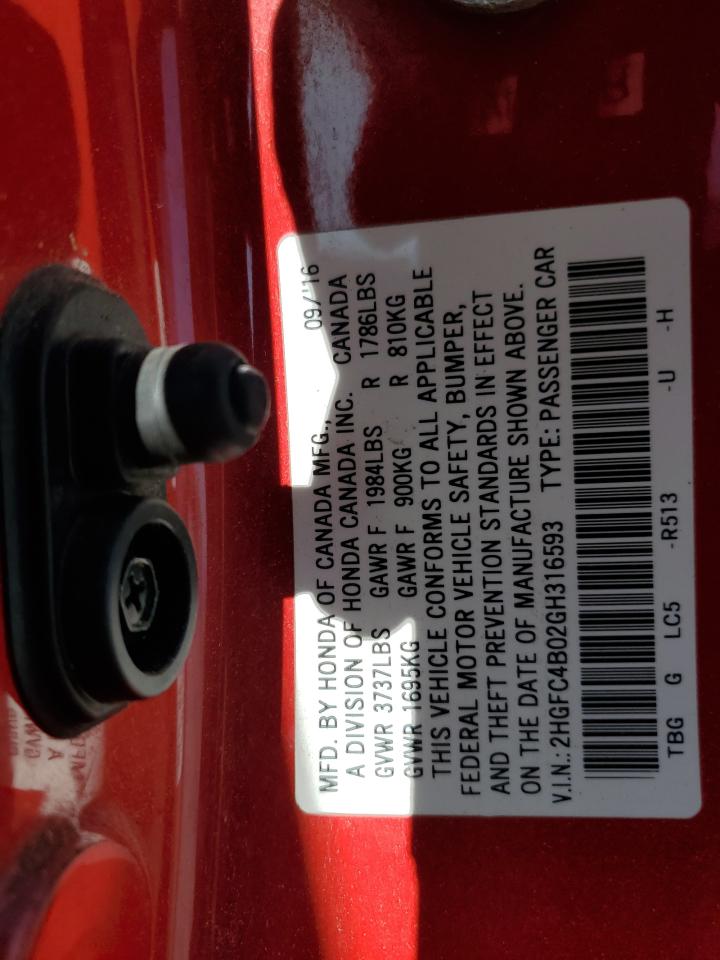 MFD. BY HONDA OF CANADA MFG., 09/'16
A DIVISION OF HONDA CANADA INC. CANADA
GVWR 3737LBS GAWR F 1984LBS R 1786LBS
GVWR 1695KG GAWR F 900KG R 810KG
THIS VEHICLE CONFORMS TO ALL APPLICABLE
FEDERAL MOTOR VEHICLE SAFETY, BUMPER,
AND THEFT PREVENTION STANDARDS IN EFFECT
ON THE DATE OF MANUFACTURE SHOWN ABOVE.
V.I.N.: 2HGFC4B02GH316593 TYPE: PASSENGER CAR
TBG G LC5 -R513 -U -H